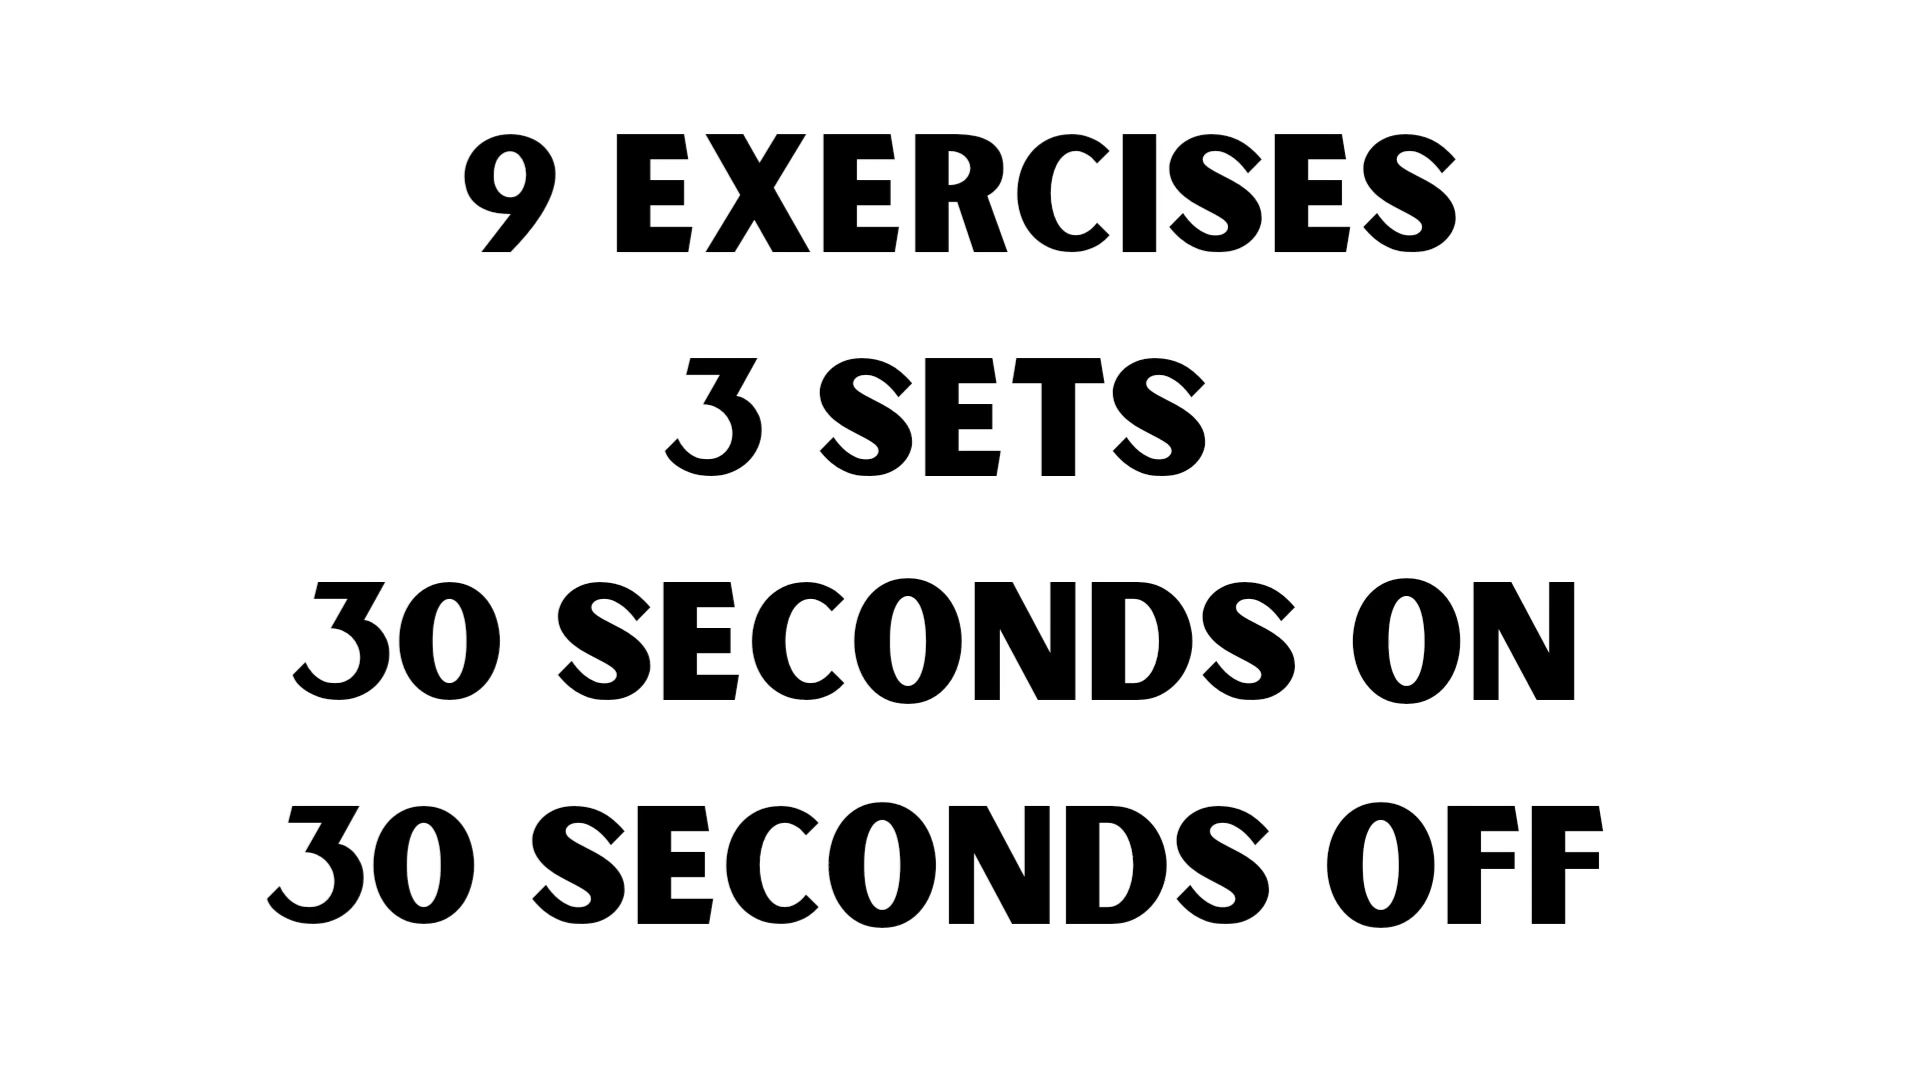 9 EXERCISES
3 SETS
30 SECONDS ON
30 SECONDS OFF